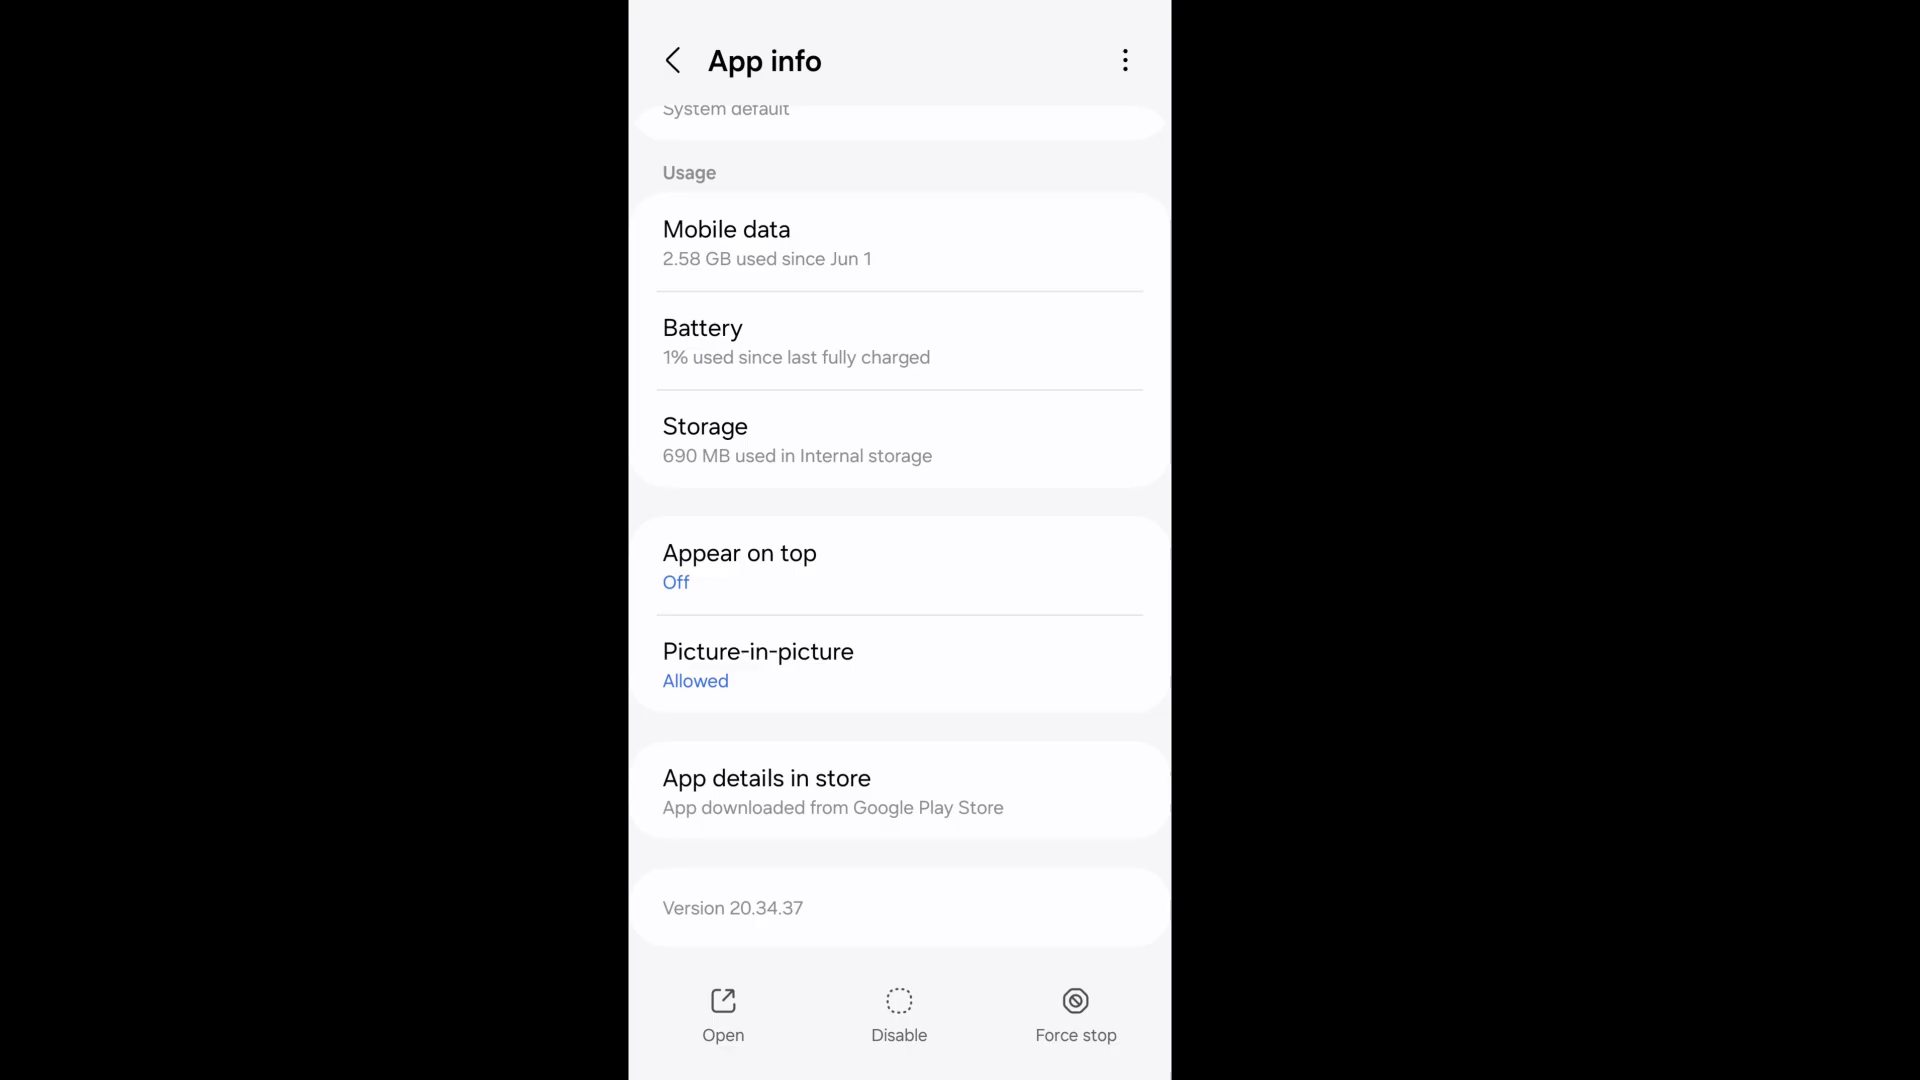 App info
System default
Usage
Mobile data
2.58 GB used since Jun 1
Battery
1% used since last fully charged
Storage
690 MB used in Internal storage
Appear on top
Off
Picture-in-picture
Allowed
App details in store
App downloaded from Google Play Store
Version 20.34.37
Open
Disable
Force stop